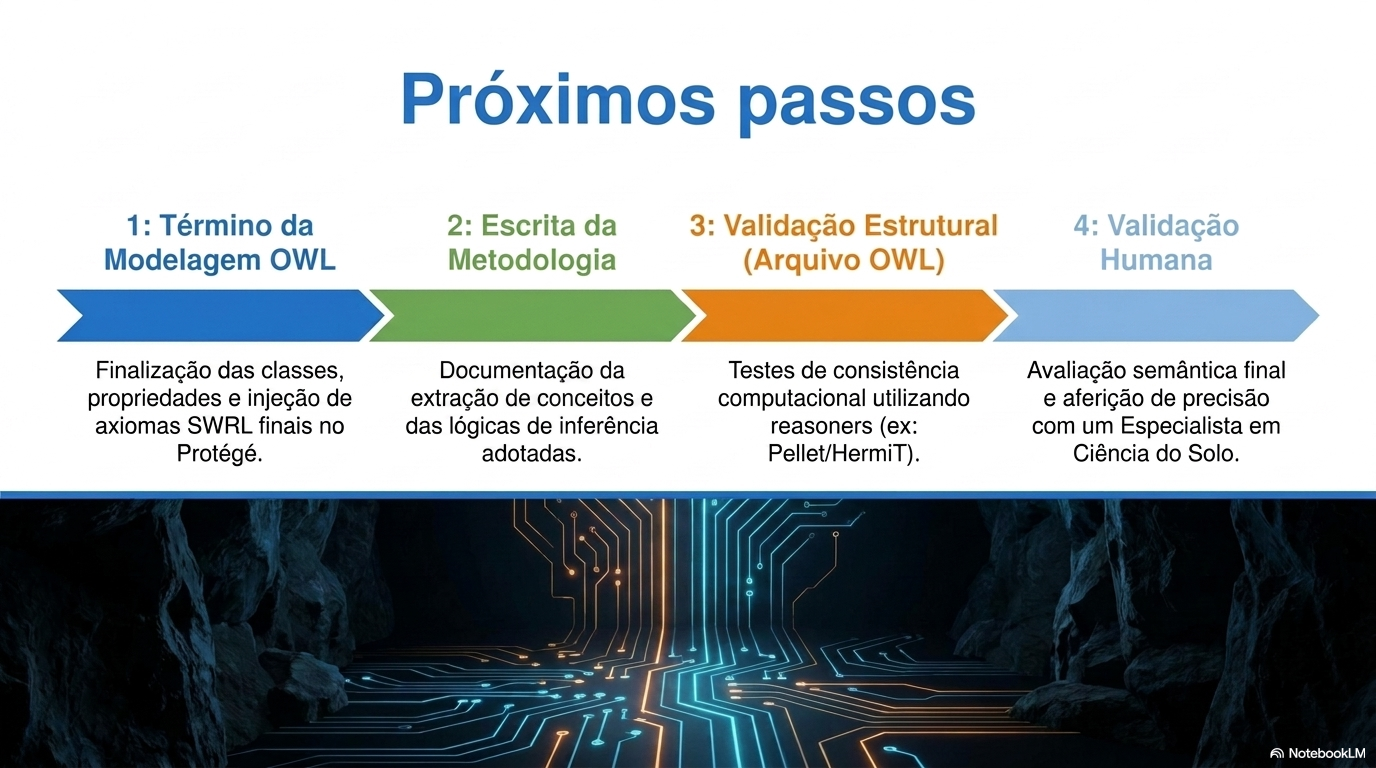 Próximos passos
1: Término da
Modelagem OWL
Finalização das classes,
propriedades e injeção de
axiomas SWRL finais no
Protégé.
2: Escrita da
Metodologia
Documentação da
extração de conceitos e
das lógicas de inferência
adotadas.
3: Validação Estrutural
(Arquivo OWL)
Testes de consistência
computacional utilizando
reasoners (ex:
Pellet/HermiT).
4: Validação
Humana
Avaliação semântica final
e aferição de precisão
com um Especialista em
Ciência do Solo.
NotebookLM